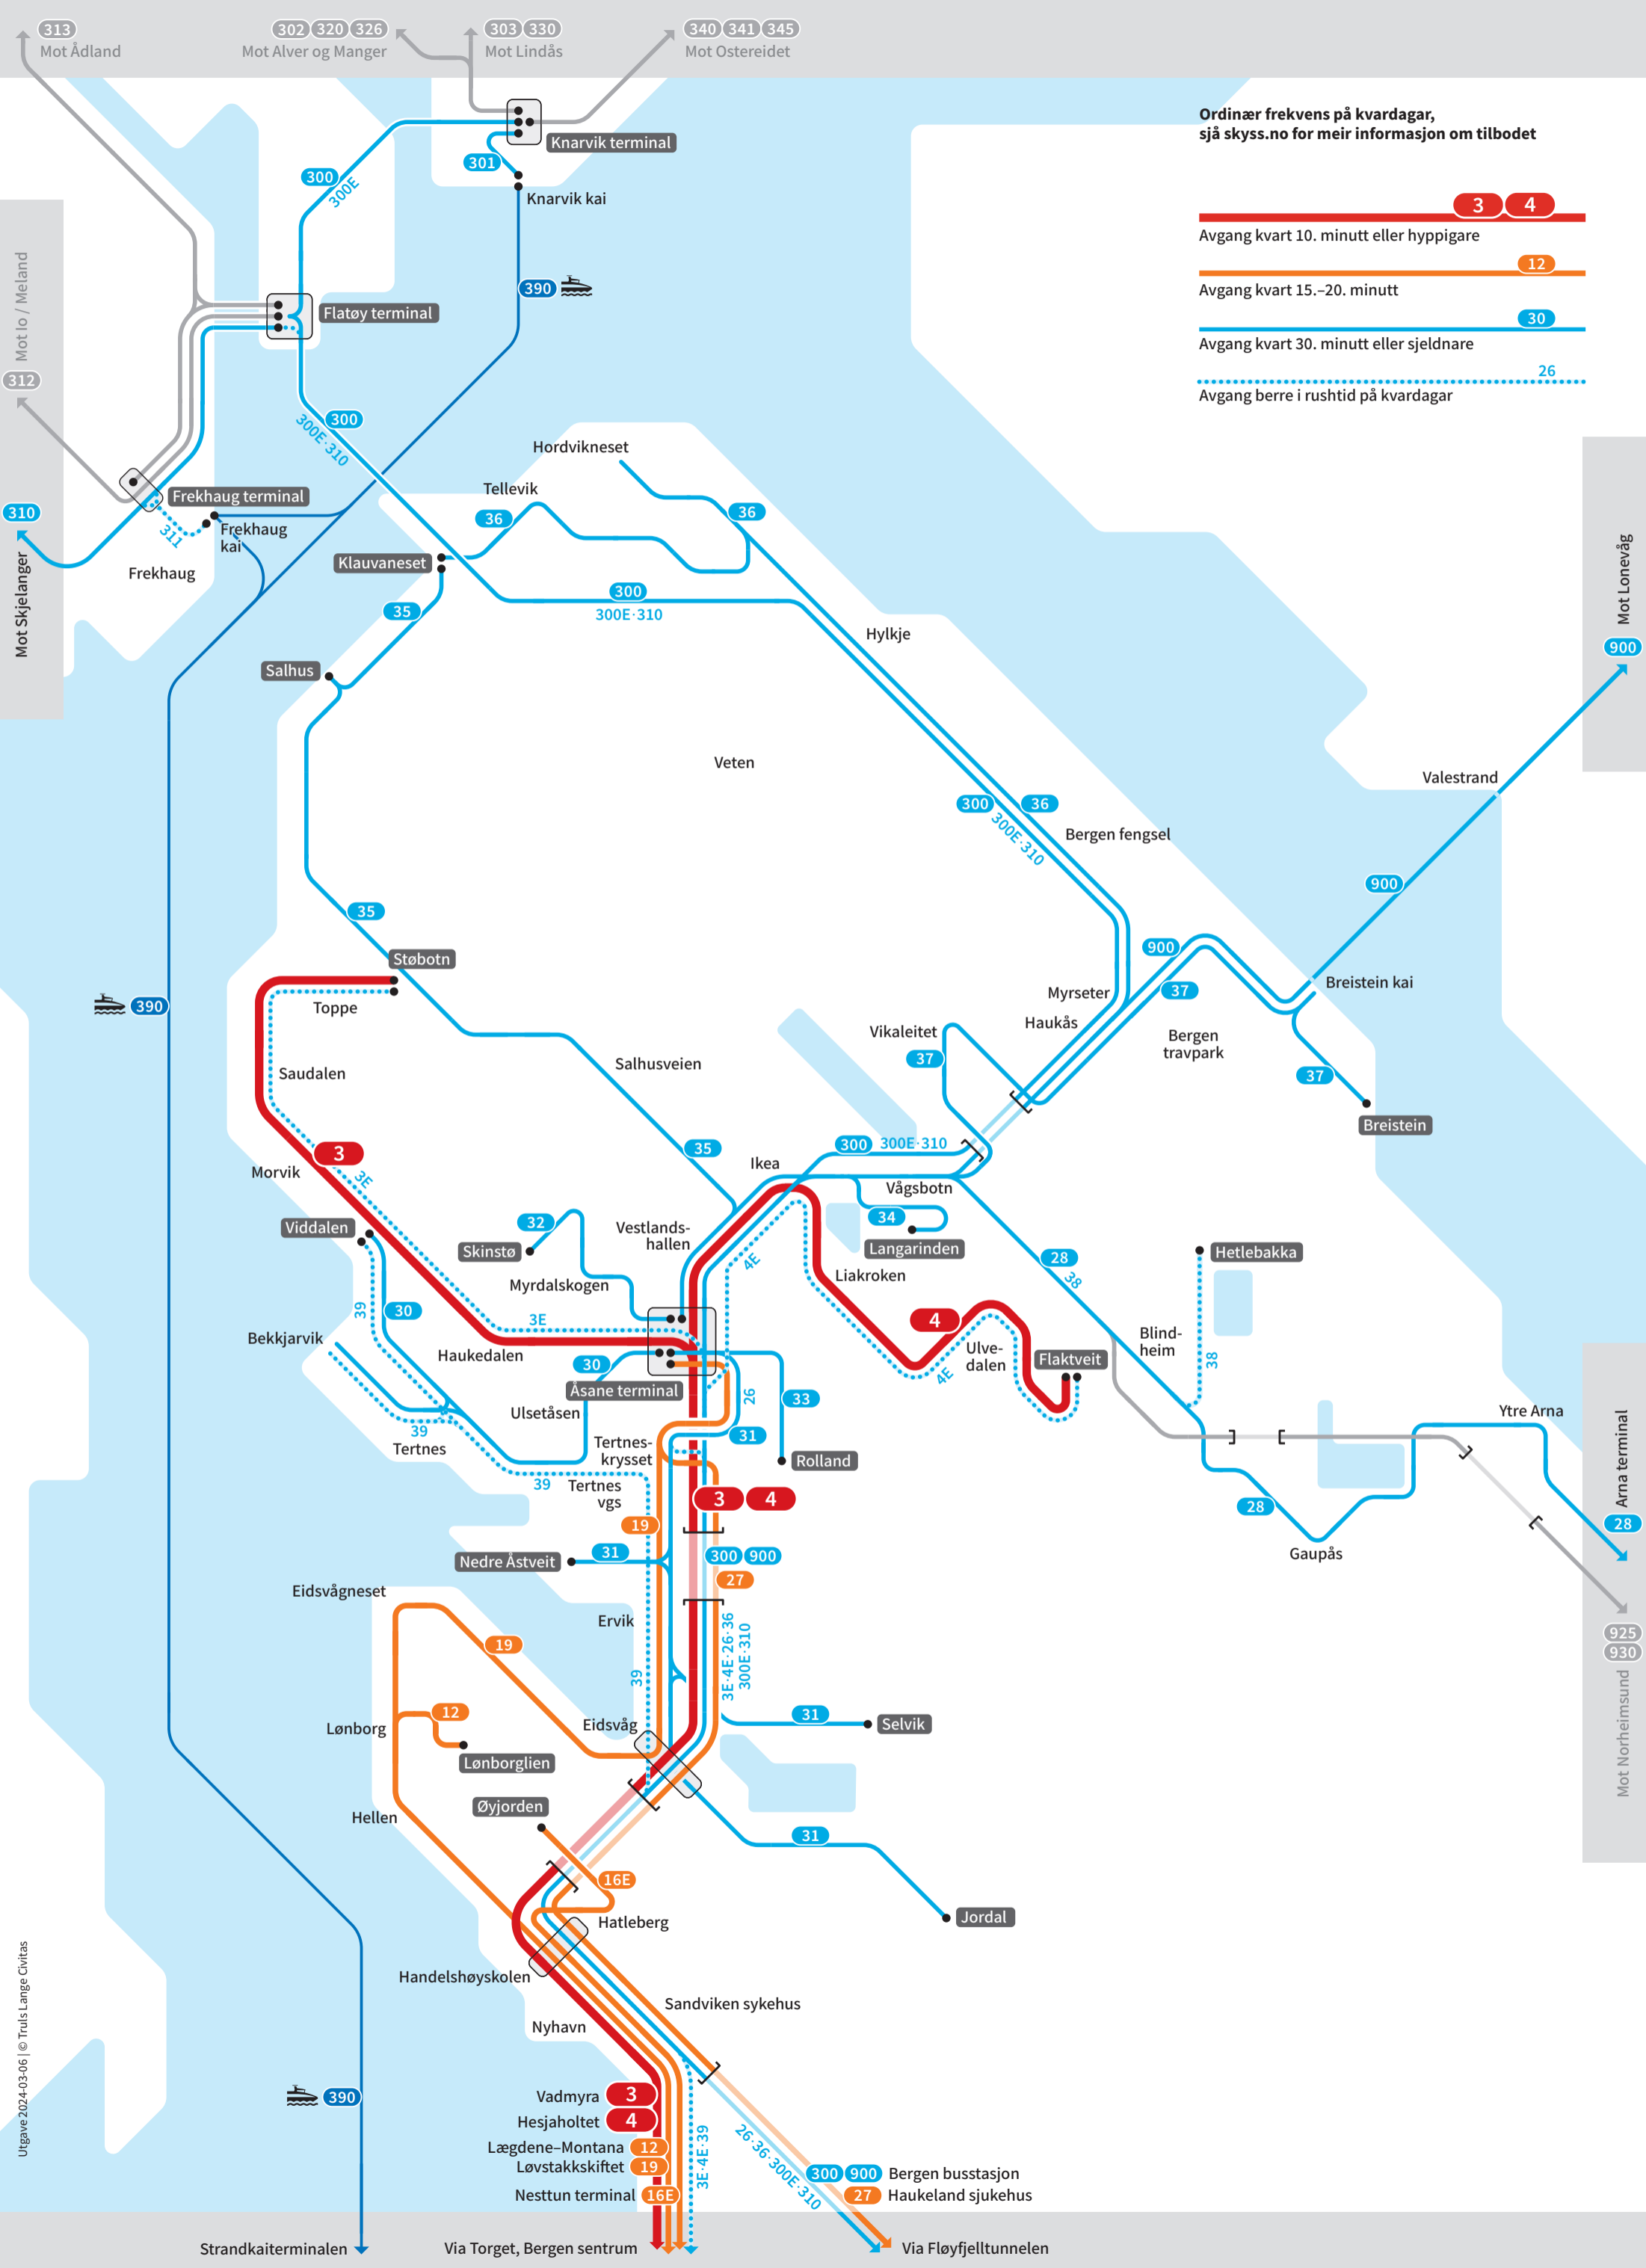 313
Mot Ådland
302 320 326
Mot Alver og Manger
303 330
Mot Lindås
340 341 345
Mot Ostereidet
Ordinær frekvens på kvardagar,
sjå skyss.no for meir informasjon om tilbodet
3 4
Avgang kvart 10. minutt eller hyppigare
12
Avgang kvart 15.–20. minutt
30
Avgang kvart 30. minutt eller sjeldnare
26
Avgang berre i rushtid på kvardagar
Knarvik terminal
301
Knarvik kai
300
300E
390
Flatøy terminal
Mot Io / Meland
312
300
300E·310
Frekhaug terminal
Frekhaug
kai
311
310
Mot Skjelanger
Frekhaug
Hordvikneset
Tellevik
36
36
Klauvaneset
35
300
300E·310
Hylkje
Salhus
Veten
Mot Lonevåg
900
Valestrand
300
36
300E·310
Bergen fengsel
900
35
Støbotn
Toppe
390
Saudalen
Salhusveien
900
37
Breistein kai
Myrseter
Haukås
Bergen
travpark
Vikaleitet
37
37
Breistein
3
3E
Morvik
35
Ikea
300
300E·310
Vågsbotn
34
Langarinden
Viddalen
32
Skinstø
Vestlands-
hallen
Myrdalskogen
4E
Liakroken
28
38
Hetlebakka
39
30
Bekkjarvik
3E
Haukedalen
4
Ulve-
dalen
4E
Flaktveit
Blind-
heim
38
30
Åsane terminal
26
33
Ulsetåsen
39
Tertnes
Tertnes-
krysset
31
Rolland
39
Tertnes
vgs
3 4
19
Ytre Arna
28
Gaupås
Arna terminal
28
925
930
Mot Norheimsund
Nedre Åstveit
31
300 900
27
Eidsvågneset
Ervik
19
39
3E·4E·26·36
300E·310
12
Lønborg
Lønborglien
Eidsvåg
31
Selvik
Øyjorden
Hellen
31
16E
Hatleberg
Jordal
Handelshøyskolen
Sandviken sykehus
Nyhavn
390
Vadmyra 3
Hesjaholtet 4
Lægdene–Montana 12
Løvstakkskiftet 19
Nesttun terminal 16E
3E·4E·39
26·36·300E·310
300 900 Bergen busstasjon
27 Haukeland sjukehus
Strandkaiterminalen
Via Torget, Bergen sentrum
Via Fløyfjelltunnelen
Utgave 2024-03-06 | © Truls Lange Civitas